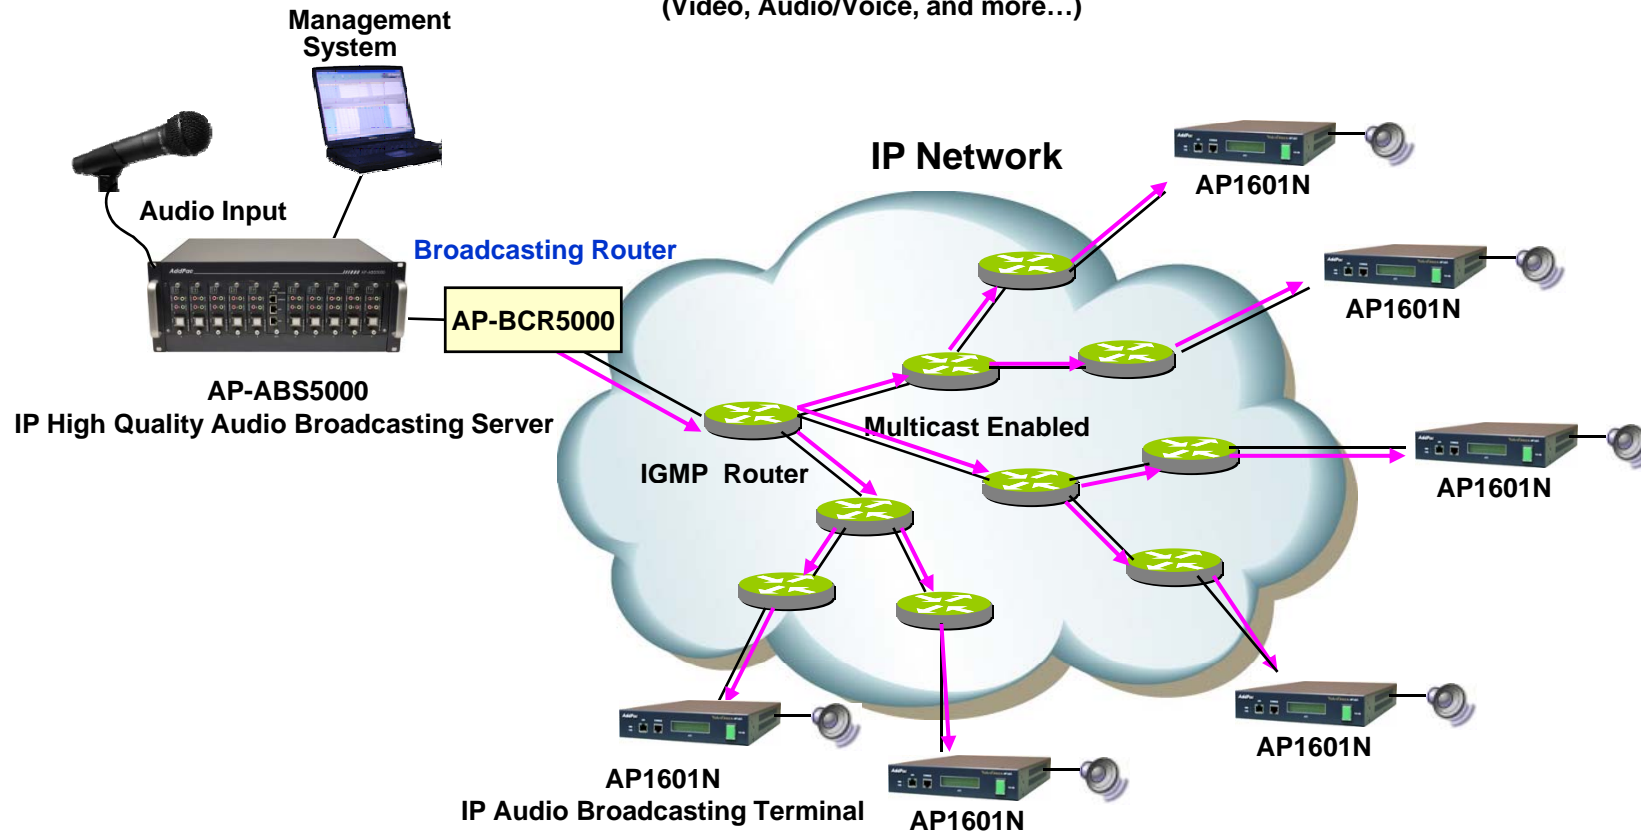 (Video, Audio/Voice, and more…)
Management
System
Audio Input
IP Network
AP1601N
Broadcasting Router
AddPac
AP-BCR5000
AP1601N
AP-ABS5000
IP High Quality Audio Broadcasting Server
Multicast Enabled
IGMP Router
AP1601N
AP1601N
AP1601N
IP Audio Broadcasting Terminal
AP1601N